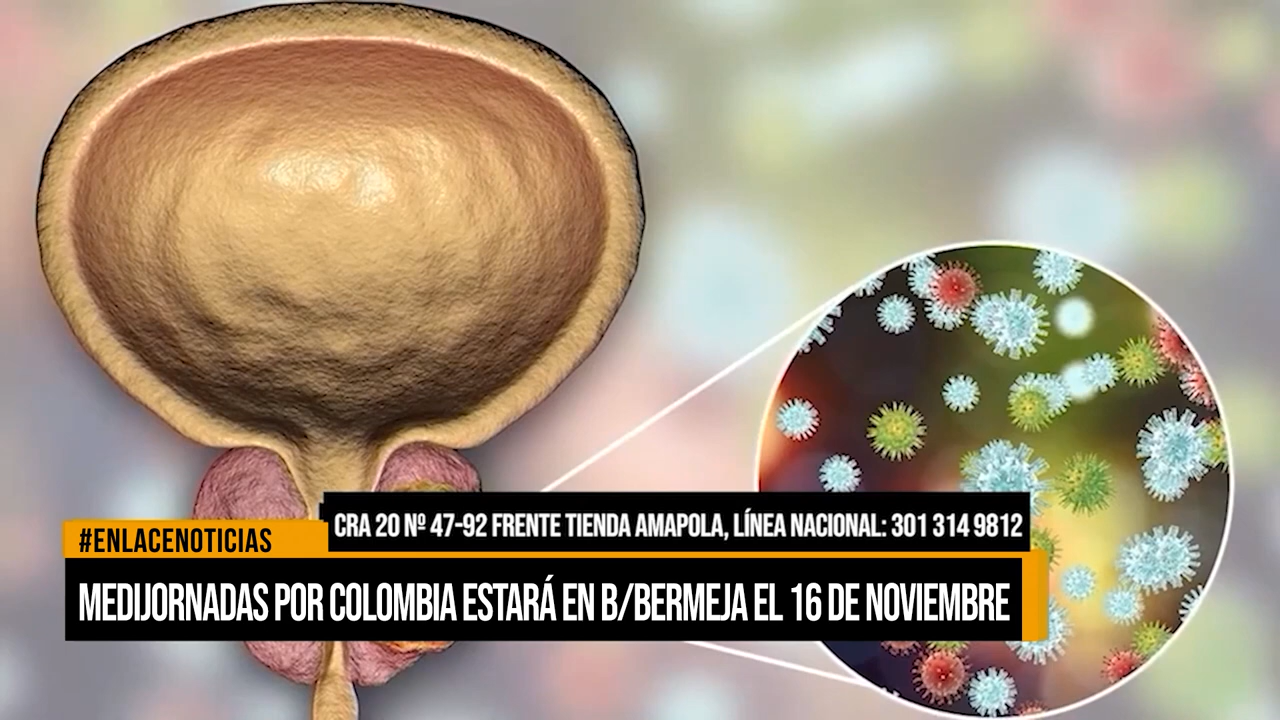 CRA 20 Nº 47-92 FRENTE TIENDA AMAPOLA, LÍNEA NACIONAL: 301 314 9812
#ENLACENOTICIAS
MEDIJORNADAS POR COLOMBIA ESTARÁ EN B/BERMEJA EL 16 DE NOVIEMBRE